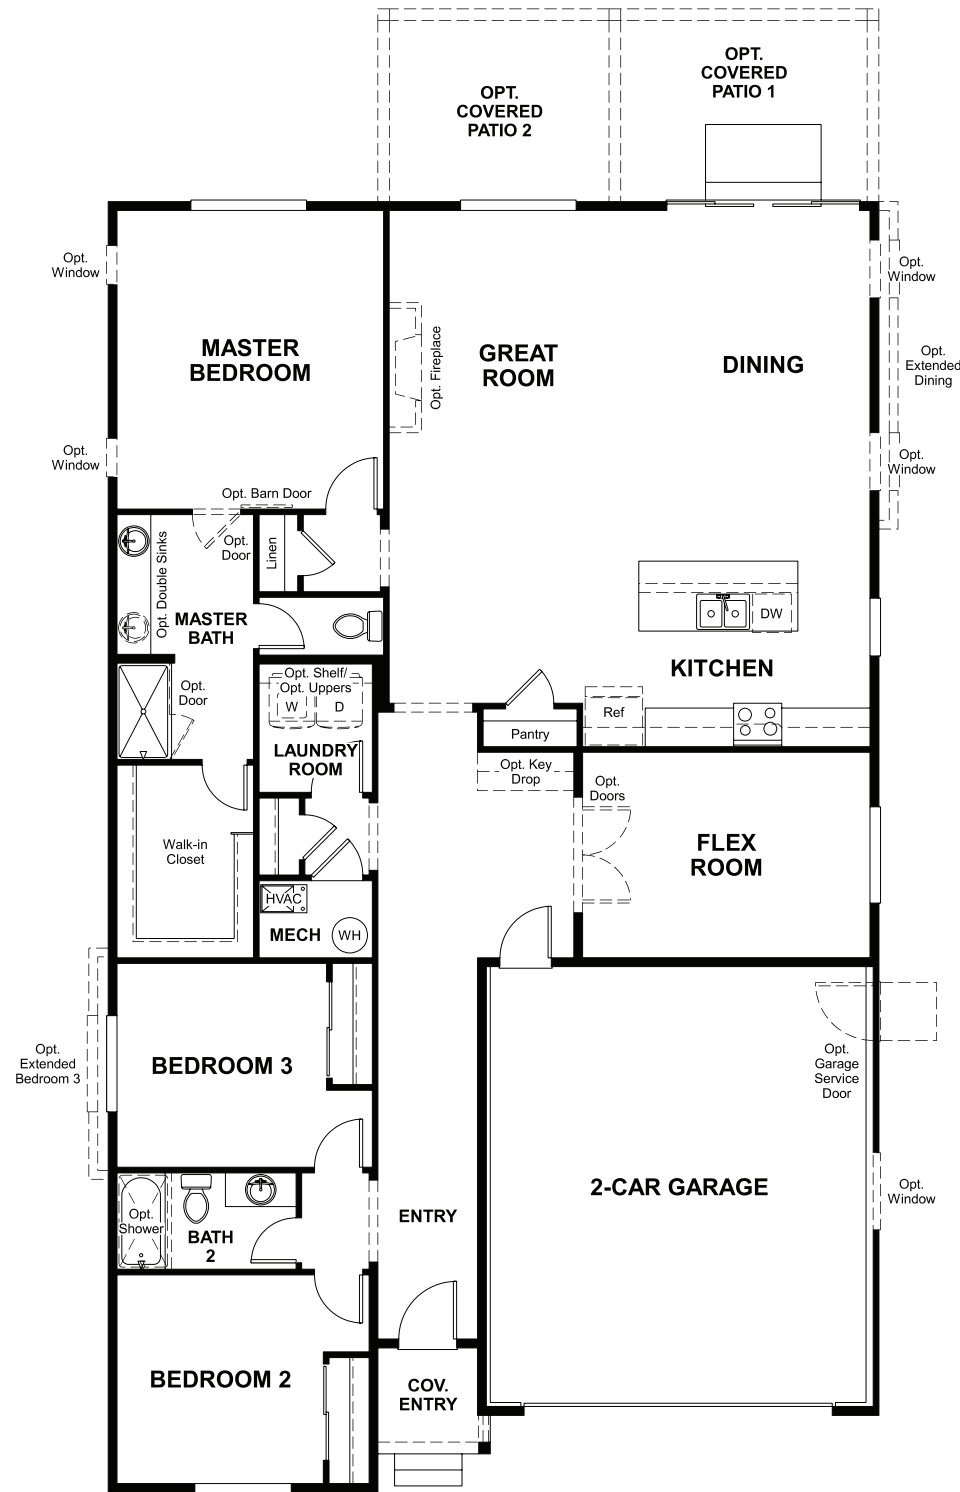 OPT.
COVERED
PATIO 2
OPT.
COVERED
PATIO 1
Opt.
Window
Opt.
Window
MASTER
BEDROOM
Opt. Fireplace
GREAT
ROOM
DINING
Opt.
Extended
Dining
Opt.
Window
Opt.
Window
Opt. Barn Door
Opt.
Door
Linen
Opt. Double Sinks
MASTER
BATH
DW
KITCHEN
Opt.
Door
Opt. Shelf/
Opt. Uppers
W
D
LAUNDRY
ROOM
Ref
Pantry
Opt. Key
Drop
Opt.
Doors
FLEX
ROOM
Walk-in
Closet
HVAC
MECH
WH
Opt.
Extended
Bedroom 3
BEDROOM 3
Opt.
Garage
Service
Door
2-CAR GARAGE
Opt.
Window
Opt.
Shower
BATH
2
ENTRY
BEDROOM 2
COV.
ENTRY